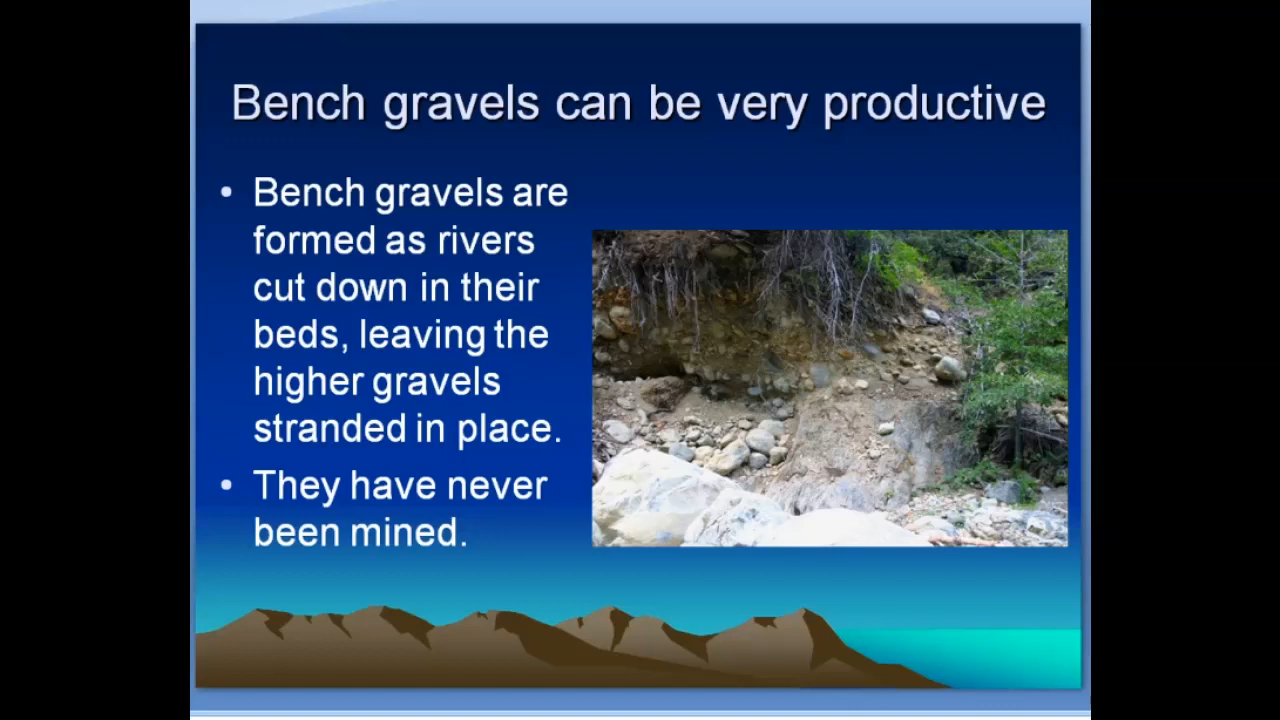 Bench gravels can be very productive
• Bench gravels are
formed as rivers
cut down in their
beds, leaving the
higher gravels
stranded in place.
• They have never
been mined.